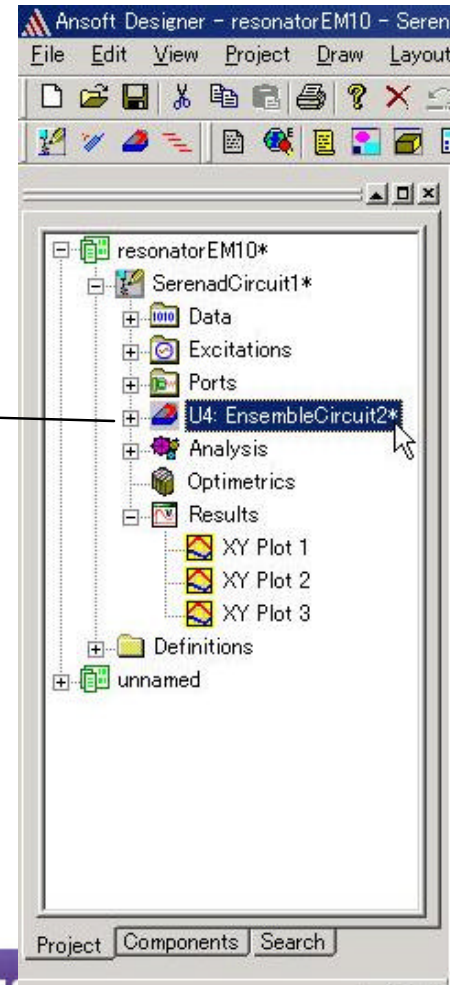 Ansoft Designer - resonatorEM10 - Seren
File Edit View Project Draw Layout
resonatorEM10*
SerenadCircuit1*
Data
Excitations
Ports
U4: EnsembleCircuit2*
Analysis
Optimetrics
Results
XY Plot 1
XY Plot 2
XY Plot 3
Definitions
unnamed
Project Components Search